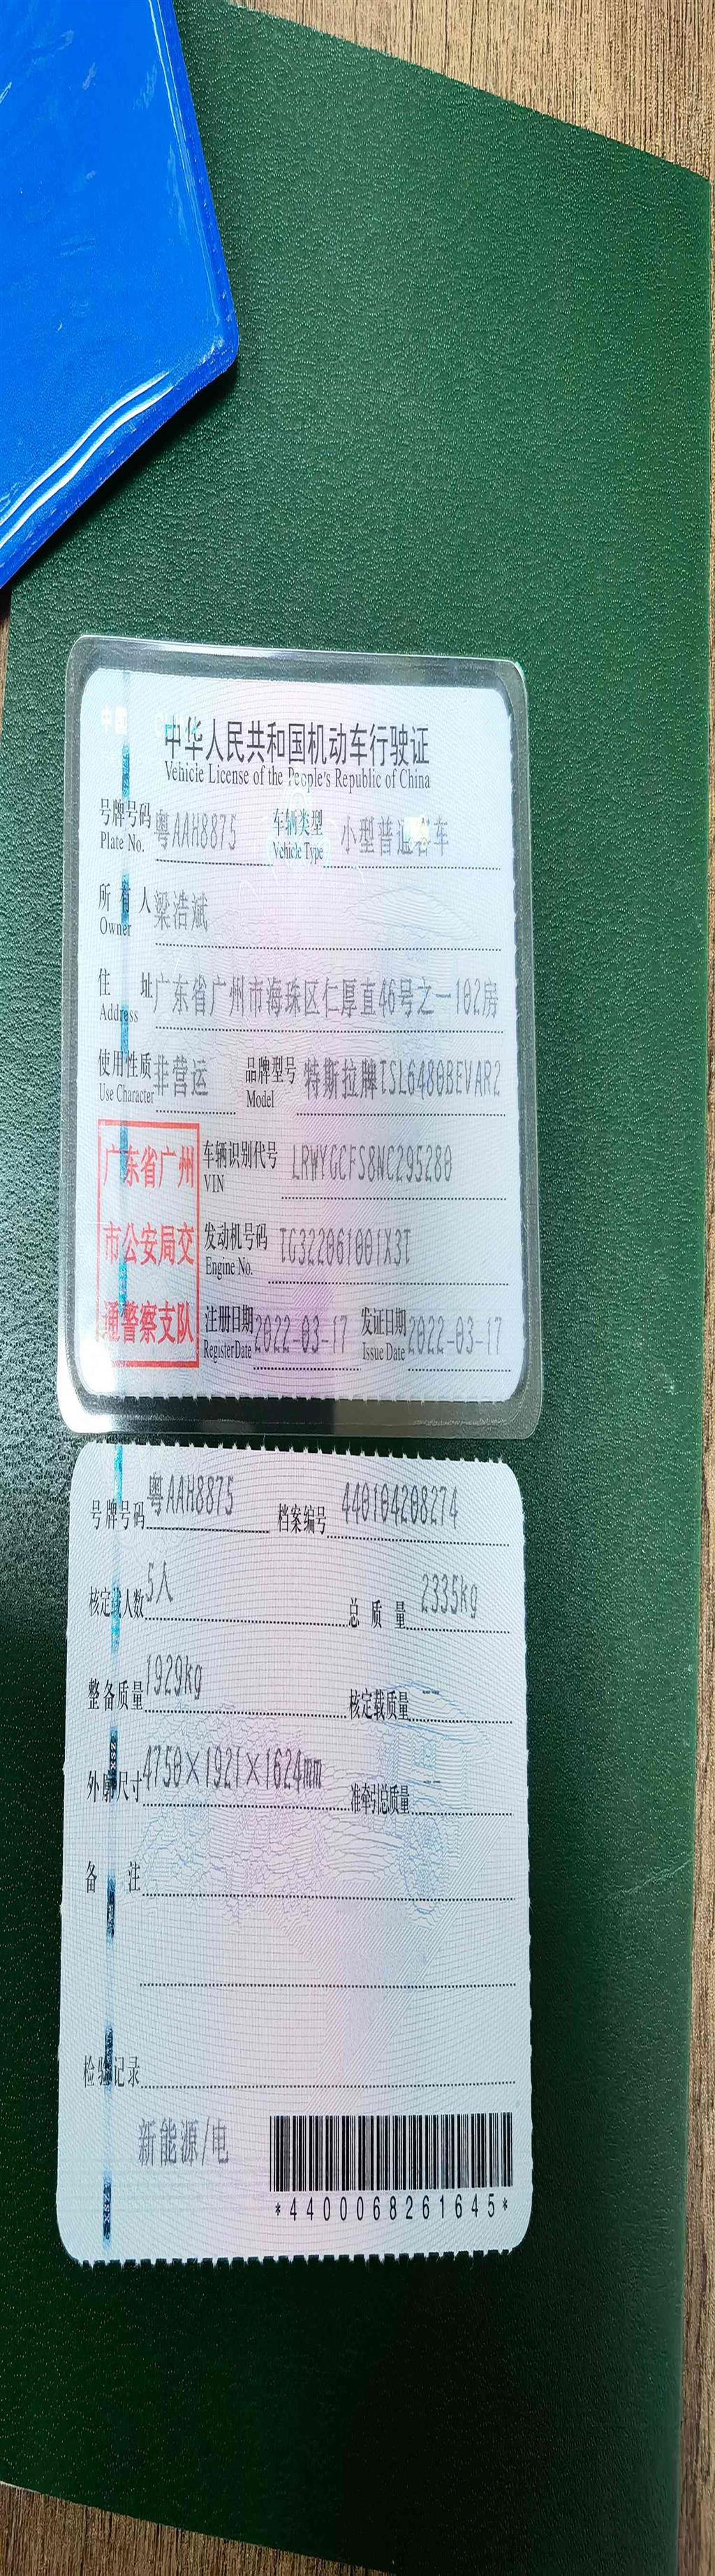 中华人民共和国机动车行驶证
Vehicle License of the People's Republic of China
号牌号码 粤AAH8875 车辆类型 小型普通客车
Plate No. Vehicle Type
所有人 梁浩斌
Owner
住址 广东省广州市海珠区仁厚直46号之一102房
Address
使用性质 非营运 品牌型号 特斯拉牌TSL6480BEVAR2
Use Character Model
广东省广州
市公安局交
通警察支队
车辆识别代号 LRWYGCFS8NC295280
VIN
发动机号码 TG322061001X3T
Engine No.
注册日期 2022-03-17 发证日期 2022-03-17
Register Date Issue Date
号牌号码 粤AAH8875 档案编号 440104208274
核定载人数 5人 总质量 2335kg
整备质量 1929kg 核定载质量 --
外廓尺寸 4750×1921×1624mm 准牵引总质量 --
备注
检验记录
新能源/电
*4400068261645*